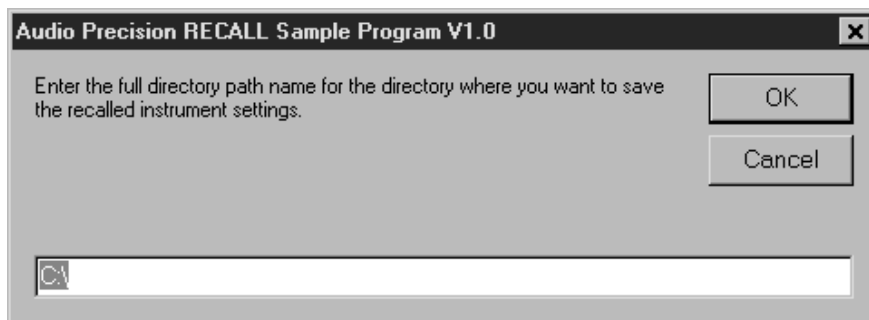 Audio Precision RECALL Sample Program V1.0
Enter the full directory path name for the directory where you want to save
the recalled instrument settings.
OK
Cancel
C:\